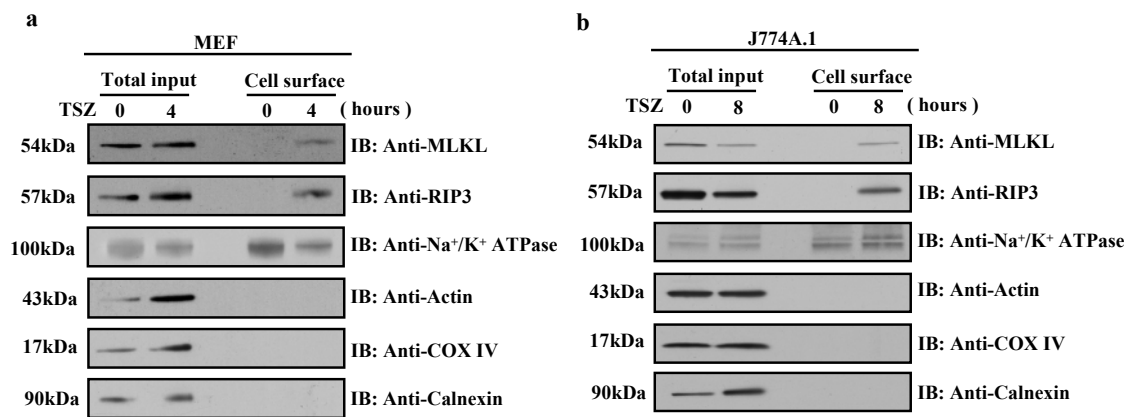 a
MEF
Total input Cell surface
TSZ 0 4 0 4 ( hours )
54kDa IB: Anti-MLKL
57kDa IB: Anti-RIP3
100kDa IB: Anti-Na⁺/K⁺ ATPase
43kDa IB: Anti-Actin
17kDa IB: Anti-COX IV
90kDa IB: Anti-Calnexin
b
J774A.1
Total input Cell surface
TSZ 0 8 0 8 ( hours )
54kDa IB: Anti-MLKL
57kDa IB: Anti-RIP3
100kDa IB: Anti-Na⁺/K⁺ ATPase
43kDa IB: Anti-Actin
17kDa IB: Anti-COX IV
90kDa IB: Anti-Calnexin